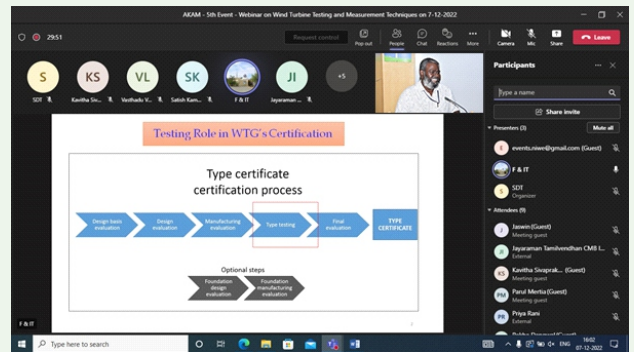 AKAM - 5th Event - Webinar on Wind Turbine Testing and Measurement Techniques on 7-12-2022
29:51
Request control
Pop out
People
Chat
Reactions
More
Camera
Mic
Share
Leave
S
KS
VL
SK
JI
+5
SDT
Kavitha Siv...
Vasthadu V...
Satish Kam...
F & IT
Jayaraman ...
Testing Role in WTG's Certification
Type certificate
certification process
Design basis evaluation
Design evaluation
Manufacturing evaluation
Type testing
Final evaluation
TYPE CERTIFICATE
Optional steps
Foundation design evaluation
Foundation manufacturing evaluation
F & IT
Participants
Type a name
Share invite
Presenters (3)
Mute all
events.niwe@gmail.com (Guest)
F & IT
SDT
Organizer
Attendees (9)
Jaswin (Guest)
Meeting guest
Jayaraman Tamilvendhan CMB I...
External
Kavitha Sivaprak... (Guest)
Meeting guest
Parul Mertia (Guest)
Meeting guest
Priya Rani
External
Type here to search
ENG
16:02
07-12-2022